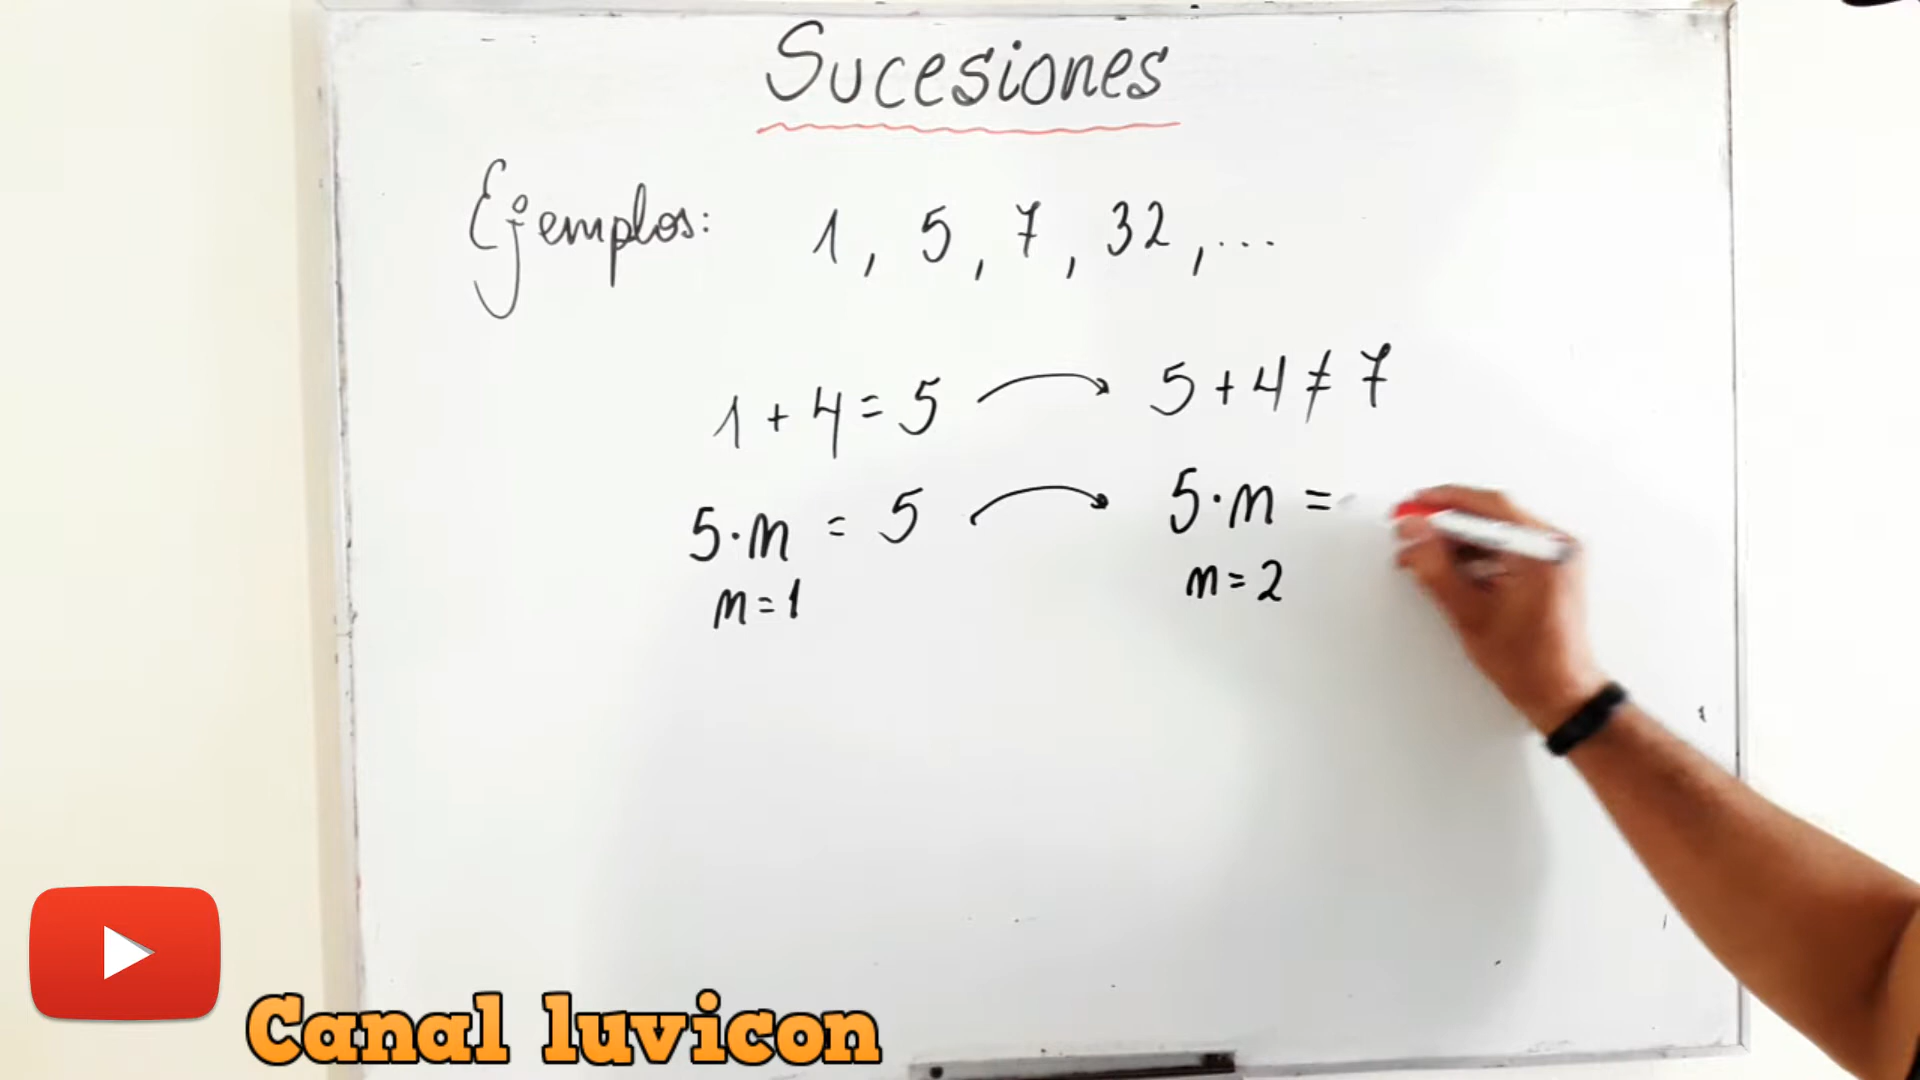 Sucesiones
Ejemplos: 1, 5, 7, 32, ...
1 + 4 = 5 → 5 + 4 ≠ 7
5·m = 5 → 5·m =
m = 1 m = 2
Canal luvicon